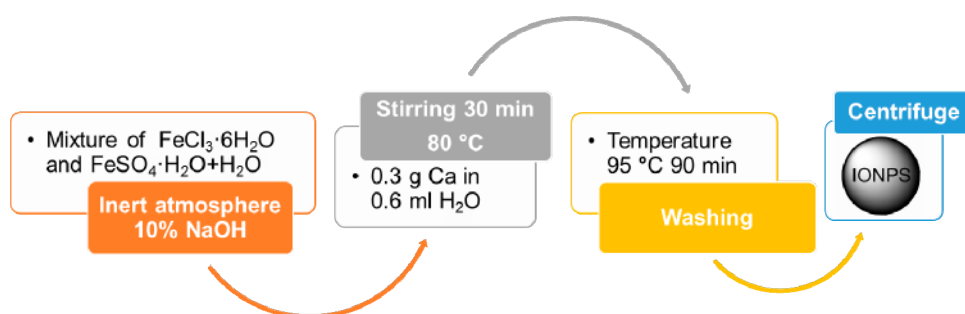 • Mixture of FeCl₃·6H₂O
and FeSO₄·H₂O+H₂O
Inert atmosphere
10% NaOH
Stirring 30 min
80 °C
• 0.3 g Ca in
0.6 ml H₂O
• Temperature
95 °C 90 min
Washing
Centrifuge
IONPS